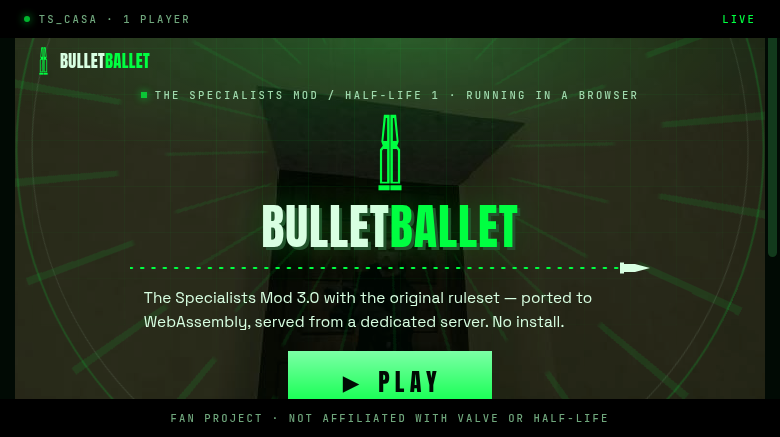 TS_CASA · 1 PLAYER
LIVE
BULLETBALLET
THE SPECIALISTS MOD / HALF-LIFE 1 · RUNNING IN A BROWSER
BULLETBALLET
The Specialists Mod 3.0 with the original ruleset — ported to
WebAssembly, served from a dedicated server. No install.
▶ PLAY
FAN PROJECT · NOT AFFILIATED WITH VALVE OR HALF-LIFE